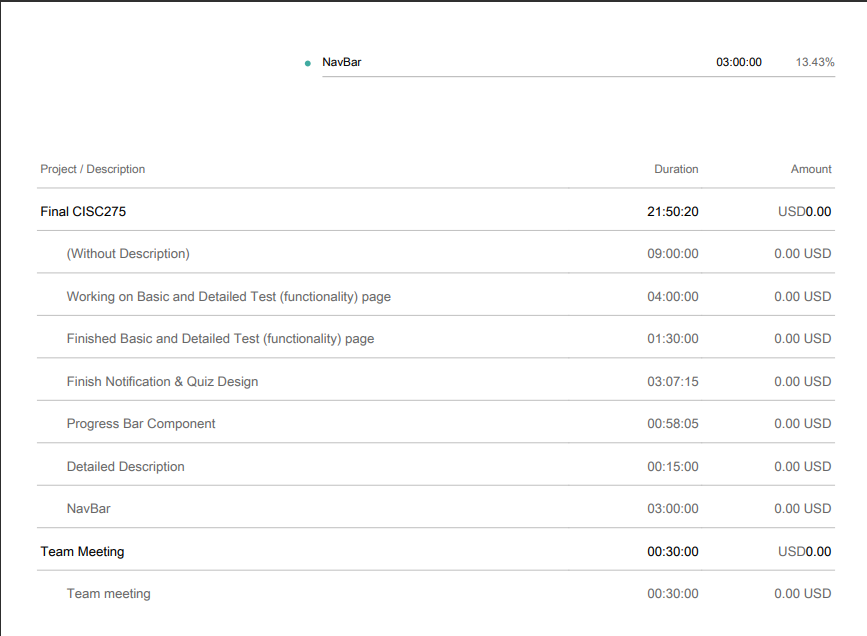 NavBar 03:00:00 13.43%
Project / Description Duration Amount
Final CISC275 21:50:20 USD0.00
(Without Description) 09:00:00 0.00 USD
Working on Basic and Detailed Test (functionality) page 04:00:00 0.00 USD
Finished Basic and Detailed Test (functionality) page 01:30:00 0.00 USD
Finish Notification & Quiz Design 03:07:15 0.00 USD
Progress Bar Component 00:58:05 0.00 USD
Detailed Description 00:15:00 0.00 USD
NavBar 03:00:00 0.00 USD
Team Meeting 00:30:00 USD0.00
Team meeting 00:30:00 0.00 USD